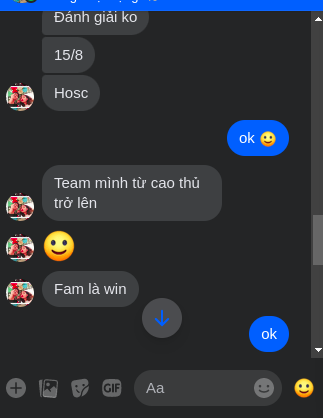 Đánh giải ko
15/8
Hosc
ok 🙂
Team mình từ cao thủ
trở lên
🙂
Fam là win
ok
GIF
Aa